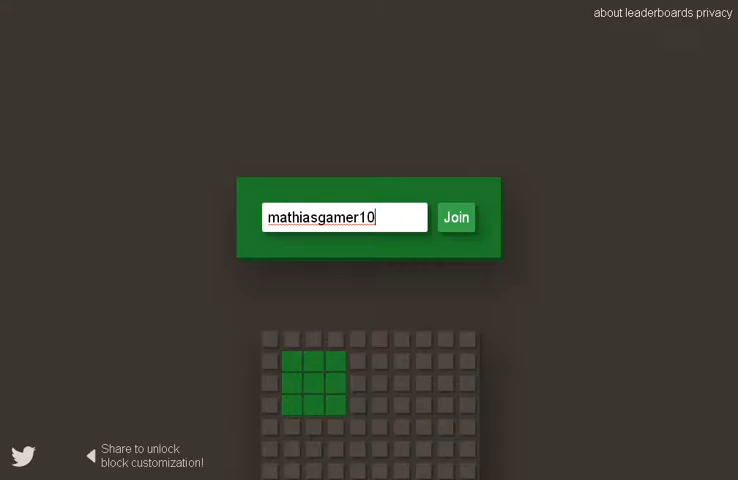 about leaderboards privacy
mathiasgamer10
Join
Share to unlock
block customization!